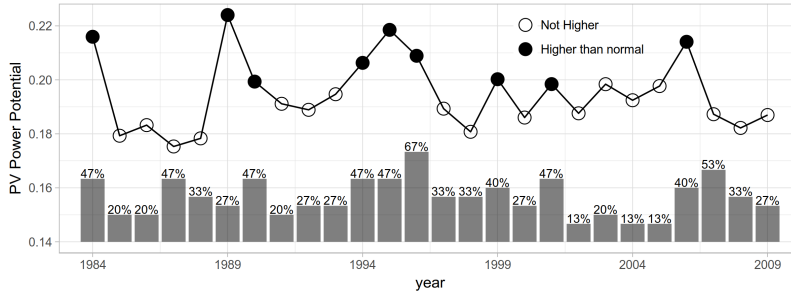 Not Higher
Higher than normal
PV Power Potential
0.22
0.20
0.18
0.16
0.14
47% 20% 20% 47% 33% 27% 47% 20% 27% 27% 47% 47% 67% 33% 33% 40% 27% 47% 13% 20% 13% 13% 40% 53% 33% 27%
1984 1989 1994 1999 2004 2009
year